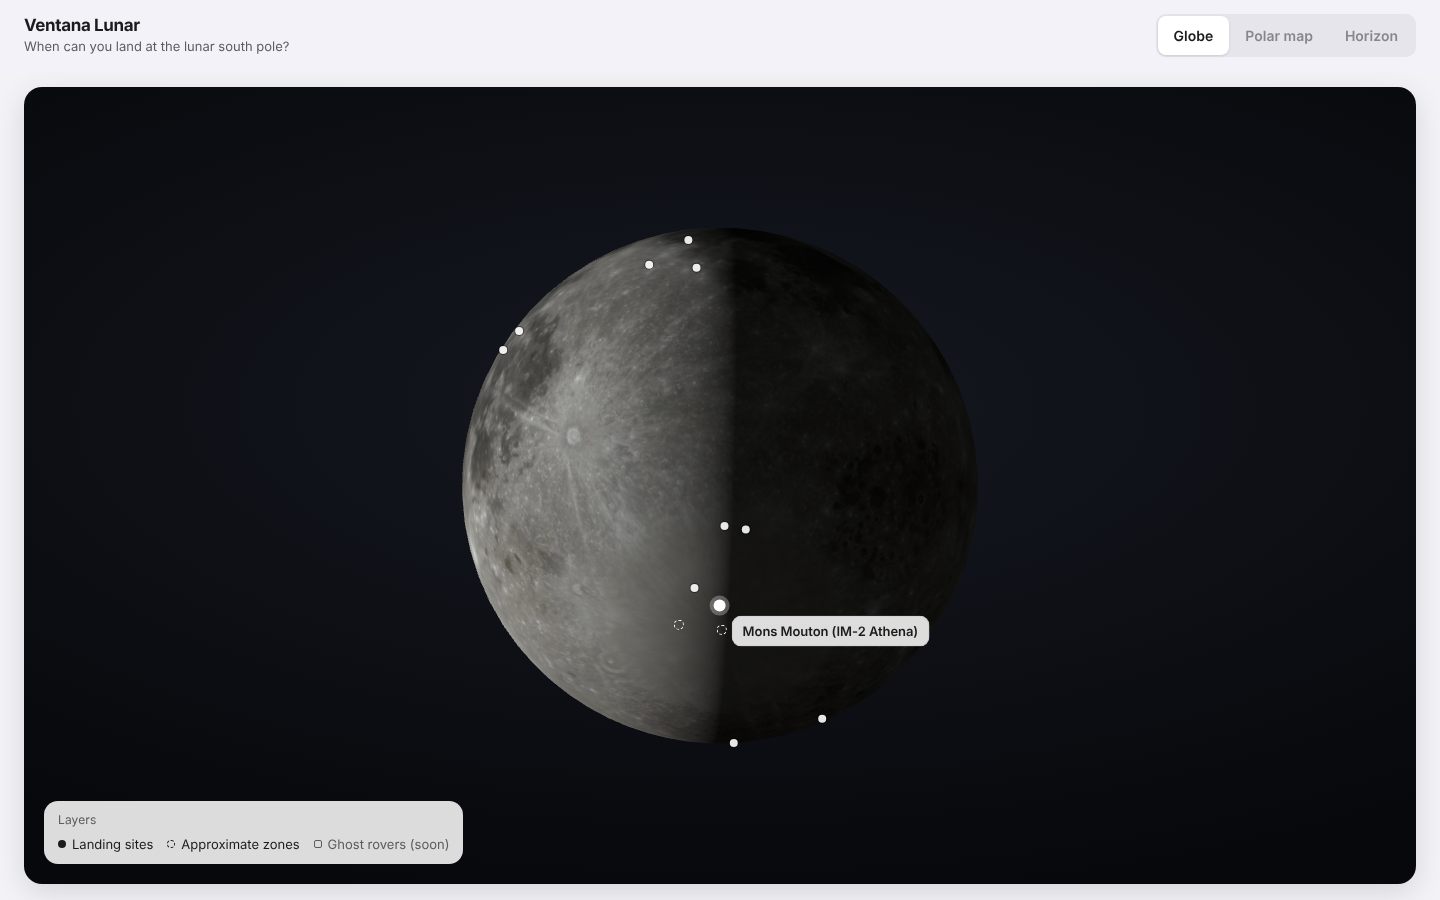 Ventana Lunar
When can you land at the lunar south pole?
Globe
Polar map
Horizon
Mons Mouton (IM-2 Athena)
Layers
Landing sites
Approximate zones
Ghost rovers (soon)